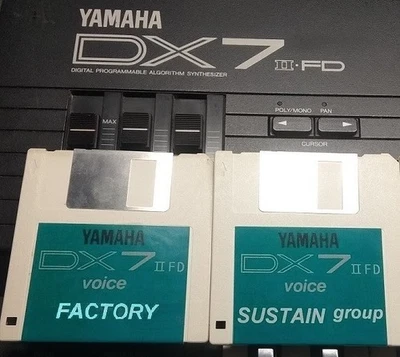 YAMAHA
DX7 II·FD
DIGITAL PROGRAMMABLE ALGORITHM SYNTHESIZER
MAX
POLY/MONO PAN
CURSOR
YAMAHA
DX7 II FD
voice
FACTORY
YAMAHA
DX7 II FD
voice
SUSTAIN group